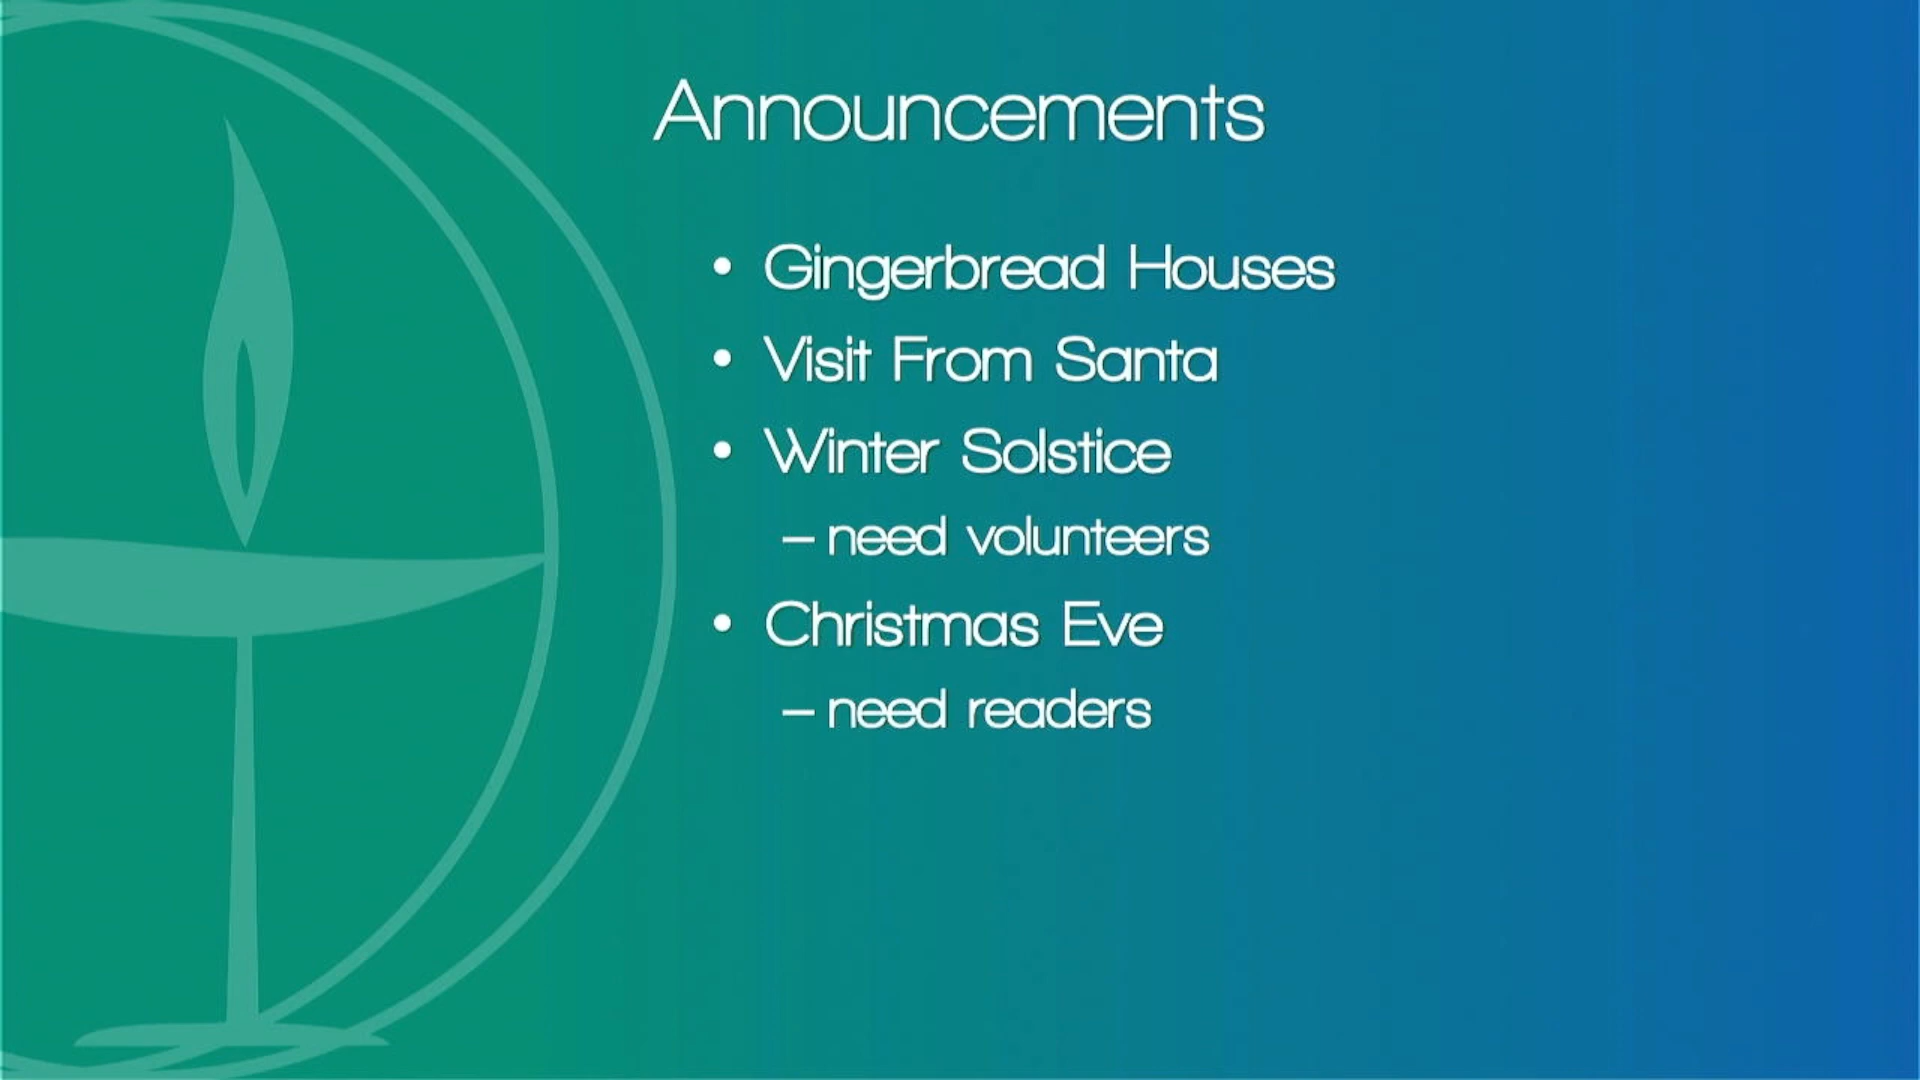 Announcements
• Gingerbread Houses
• Visit From Santa
• Winter Solstice
– need volunteers
• Christmas Eve
– need readers